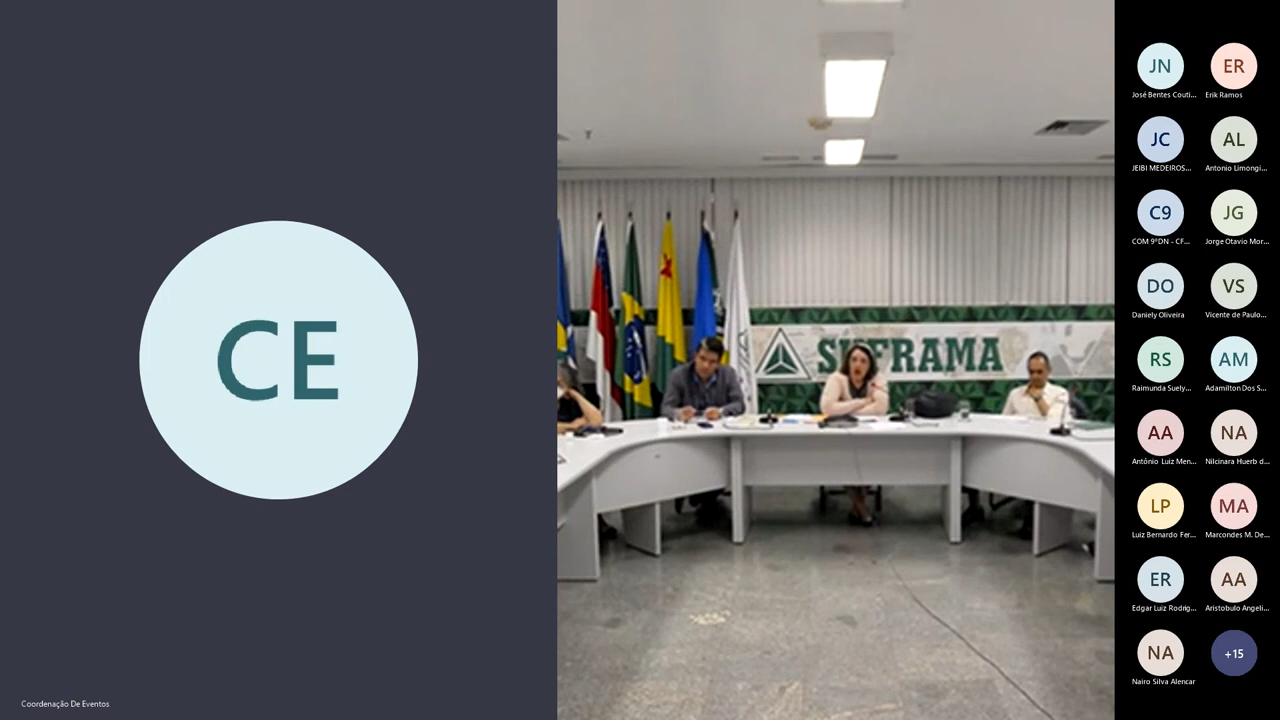 CE
Coordenação De Eventos
SUFRAMA
JN
ER
José Bentes Couti...
Erik Ramos
JC
AL
JEIBI MEDEIROS...
Antonio Limongi...
C9
JG
COM 9ºDN - CF...
Jorge Otavio Mor...
DO
VS
Daniely Oliveira
Vicente de Paulo...
RS
AM
Raimunda Suely...
Adamilton Dos S...
AA
NA
Antônio Luiz Men...
Nilcinara Huerb d...
LP
MA
Luiz Bernardo Fer...
Marcondes M. De...
ER
AA
Edgar Luiz Rodrig...
Aristobulo Angeli...
NA
+15
Nairo Silva Alencar